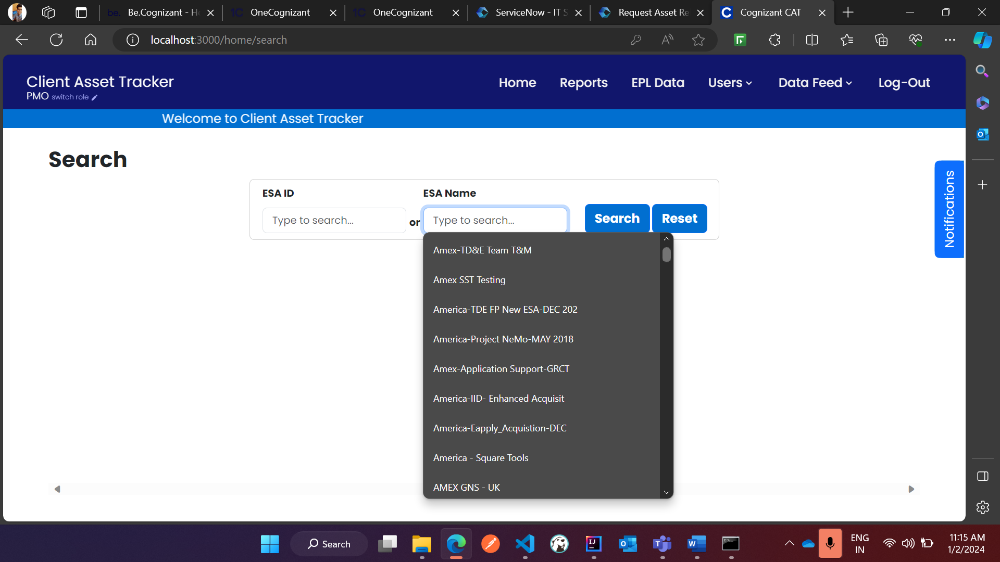 be. Be.Cognizant - H
1C OneCognizant
1C OneCognizant
ServiceNow - IT S
Request Asset Re
C Cognizant CAT
localhost:3000/home/search
Client Asset Tracker
PMO switch role
Home
Reports
EPL Data
Users
Data Feed
Log-Out
Welcome to Client Asset Tracker
Search
ESA ID
ESA Name
Type to search...
or
Type to search...
Search
Reset
Notifications
Amex-TD&E Team T&M
Amex SST Testing
America-TDE FP New ESA-DEC 202
America-Project NeMo-MAY 2018
Amex-Application Support-GRCT
America-IID- Enhanced Acquisit
America-Eapply_Acquistion-DEC
America - Square Tools
AMEX GNS - UK
Search
ENG
IN
11:15 AM
1/2/2024